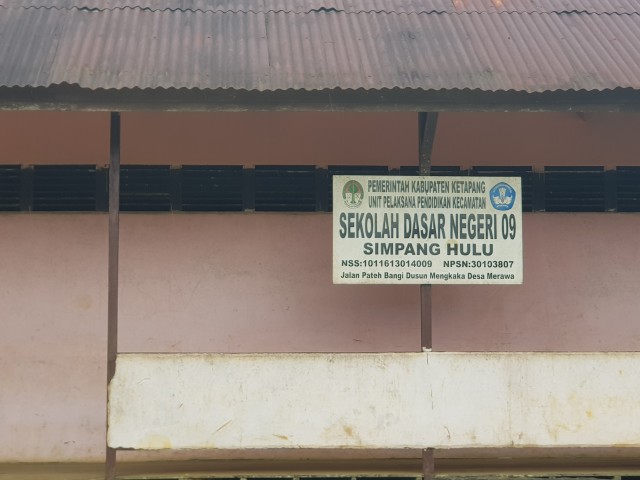 PEMERINTAH KABUPATEN KETAPANG
UNIT PELAKSANA PENDIDIKAN KECAMATAN
SEKOLAH DASAR NEGERI 09
SIMPANG HULU
NSS:1011613014009 NPSN:30103807
Jalan Pateh Bangi Dusun Mengkaka Desa Merawa